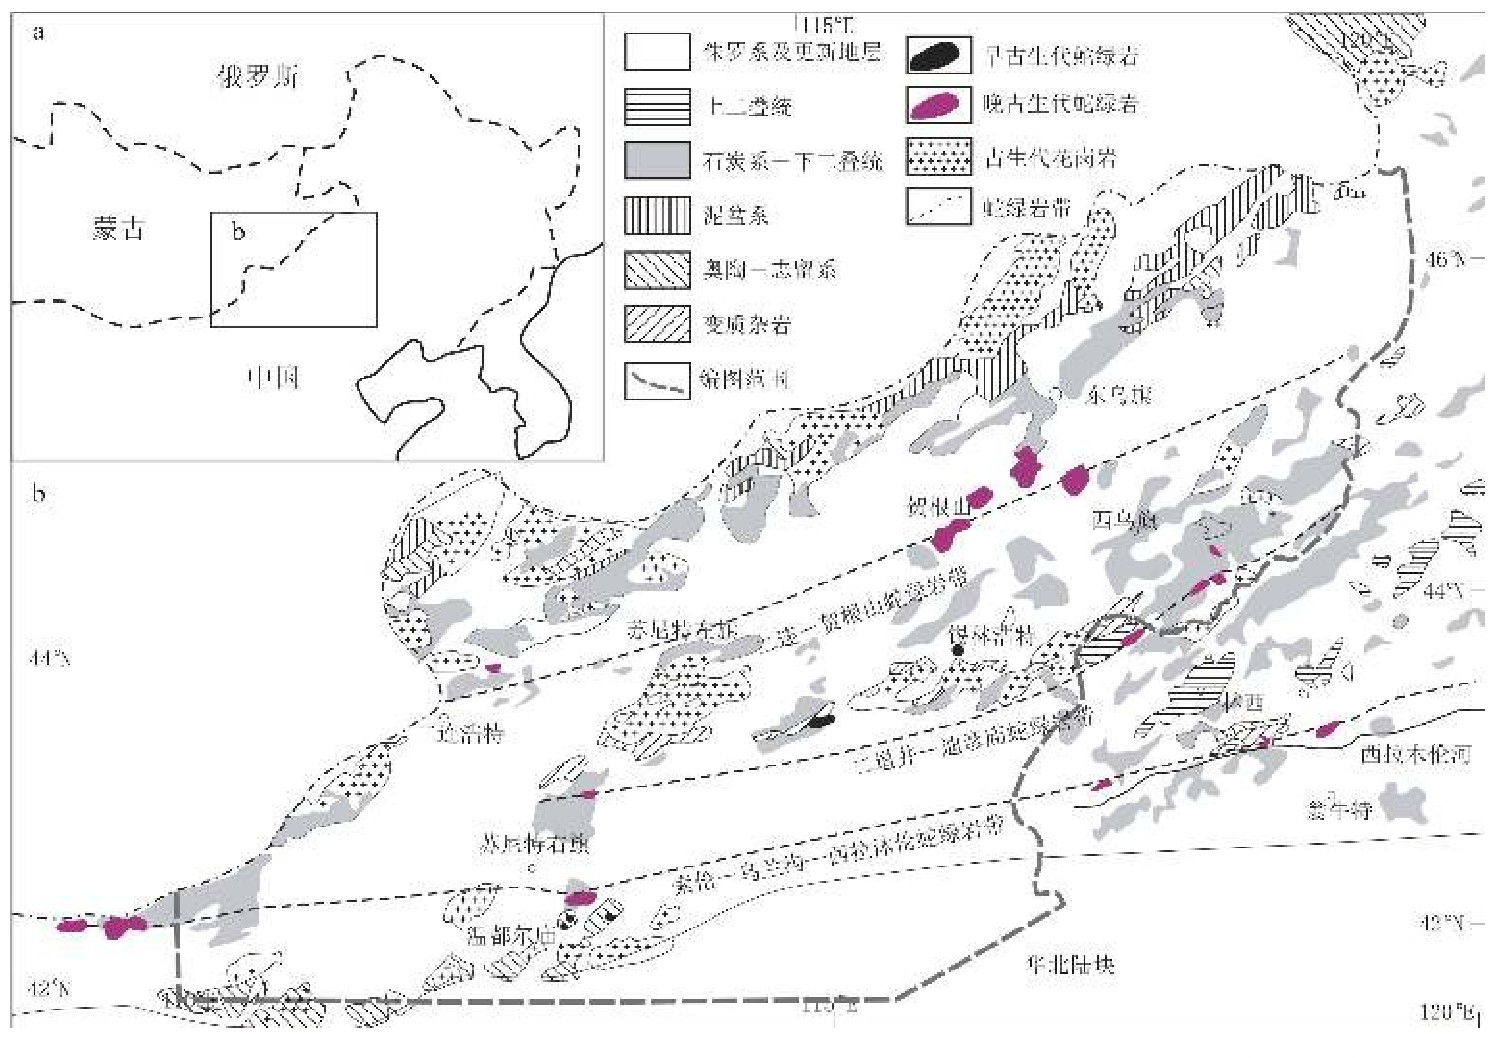 a
俄罗斯
蒙古
b
中国
侏罗系及更新地层
上二叠统
石炭系－下二叠统
泥盆系
奥陶－志留系
变质杂岩
编图范围
早古生代蛇绿岩
晚古生代蛇绿岩
古生代花岗岩
蛇绿岩带
115°E
120°E
b
46°N
东乌旗
贺根山
西乌旗
44°N
苏尼特左旗
连－贺根山蛇绿岩带
锡林浩特
44°N
林西
二连浩特
二道井－
蛇绿岩带
西拉木伦河
翁牛特
苏尼特右旗
索伦－乌兰沟－西拉沐伦蛇绿岩带
42°N
温都尔庙
华北陆块
42°N
115°E
120°E